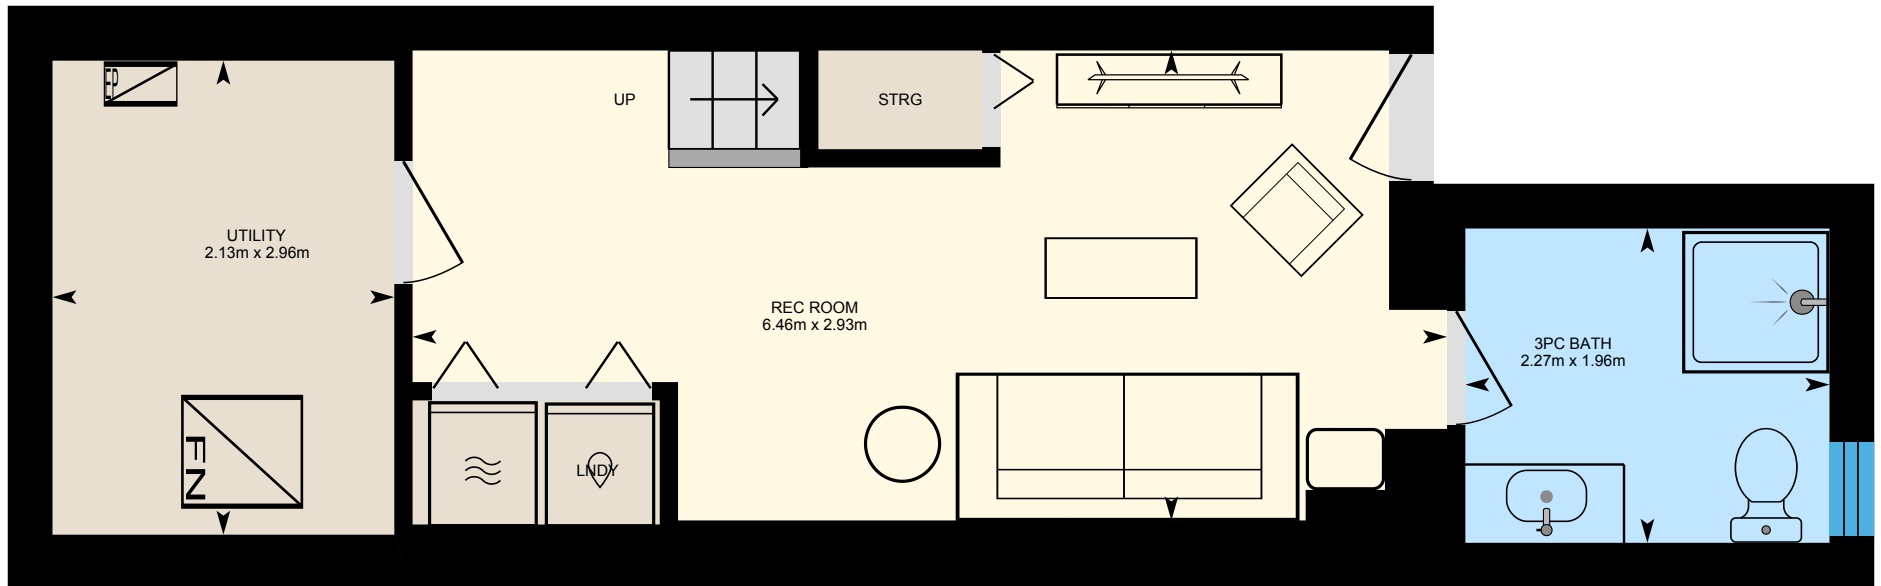 UP
STRG
UTILITY
2.13m x 2.96m
REC ROOM
6.46m x 2.93m
3PC BATH
2.27m x 1.96m
FN
LNDY